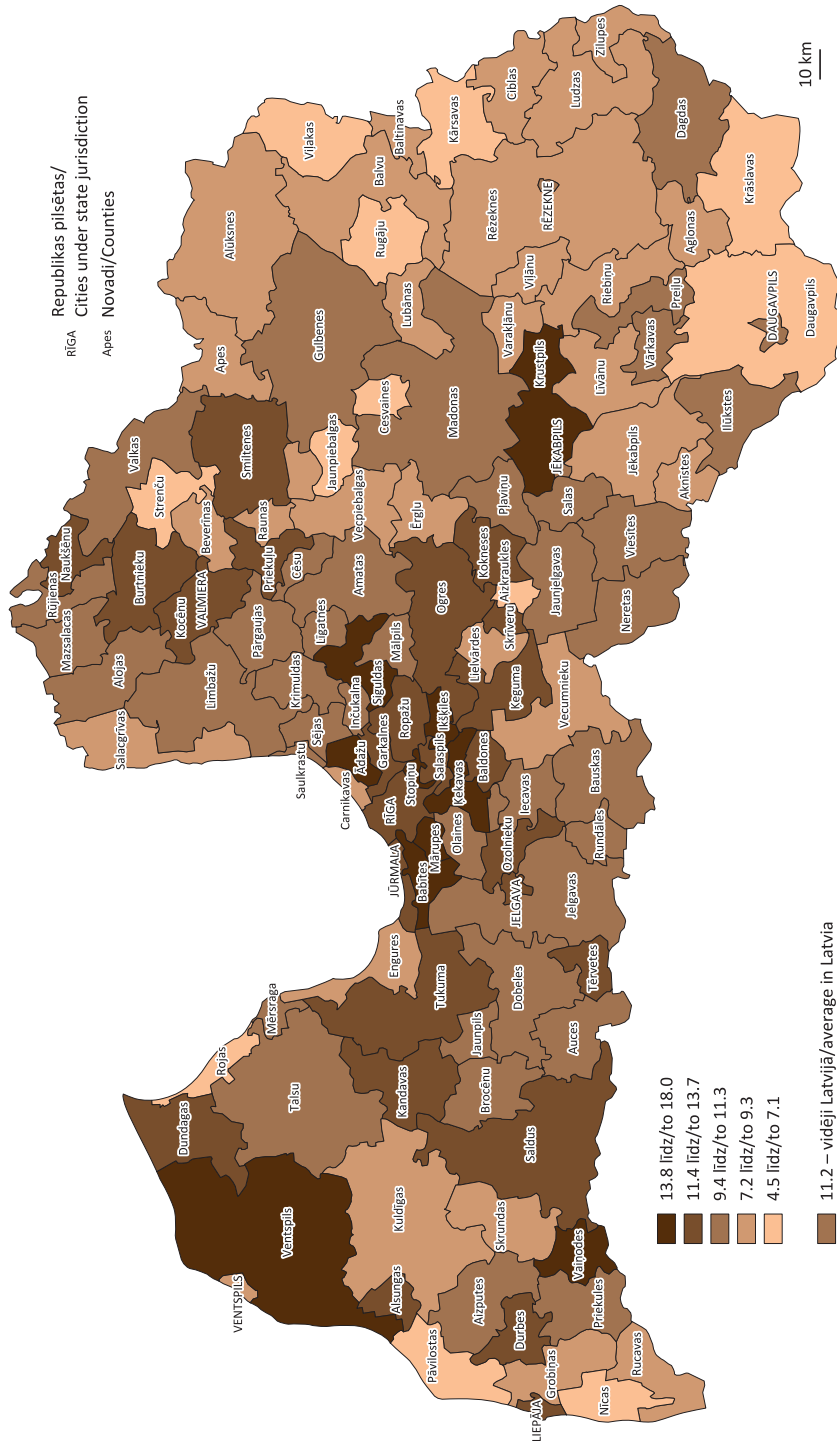 Republikas pilsētas/
RĪGA Cities under state jurisdiction
Apes Novadi/Counties
10 km
13.8 līdz/to 18.0
11.4 līdz/to 13.7
9.4 līdz/to 11.3
7.2 līdz/to 9.3
4.5 līdz/to 7.1
11.2 – vidēji Latvijā/average in Latvia
Rūjienas
Naukšēnu
Mazsalacas
Valkas
Strenču
Burtnieku
Alojas
Kocēnu
VALMIERA
Beverīnas
Smiltenes
Apes
Alūksnes
Viļakas
Salacgrīvas
Limbažu
Pārgaujas
Priekuļu
Raunas
Cēsu
Jaunpiebalgas
Gulbenes
Balvu
Baltinavas
Rugāju
Krimuldas
Līgatnes
Amatas
Vecpiebalgas
Cesvaines
Lubānas
Kārsavas
Saulkrastu
Sējas
Inčukalna
Siguldas
Mālpils
Ērgļu
Madonas
Carnikavas
Ādažu
Garkalnes
Ropažu
Ogres
RĪGA
Stopiņu
Salaspils
Ikšķiles
Lielvārdes
Ķeguma
Skrīveru
Aizkraukles
Kokneses
Pļaviņu
Krustpils
JĒKABPILS
Varakļānu
Viļānu
Rēzeknes
RĒZEKNE
Ciblas
Ludzas
Zilupes
JŪRMALA
Babītes
Mārupes
Olaines
Ķekavas
Baldones
Iecavas
Vecumnieku
Jaunjelgavas
Salas
Līvānu
Riebiņu
Preiļu
Vārkavas
Aglonas
Dagdas
Krāslavas
Ozolnieku
JELGAVA
Jelgavas
Rundāles
Bauskas
Neretas
Viesītes
Jēkabpils
Aknīstes
Ilūkstes
DAUGAVPILS
Daugavpils
Engures
Tukuma
Dobeles
Tērvetes
Jaunpils
Auces
Mērsraga
Rojas
Talsu
Kandavas
Brocēnu
Saldus
Dundagas
Ventspils
VENTSPILS
Kuldīgas
Skrundas
Alsungas
Aizputes
Vaiņodes
Pāvilostas
Durbes
Priekules
LIEPĀJA
Grobiņas
Nīcas
Rucavas